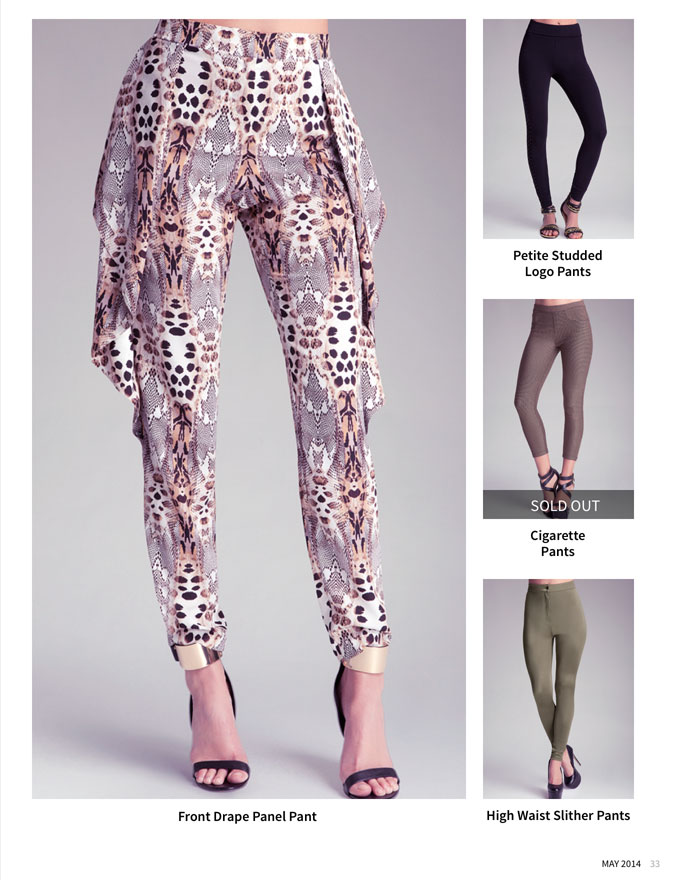 Front Drape Panel Pant
Petite Studded
Logo Pants
SOLD OUT
Cigarette
Pants
High Waist Slither Pants
MAY 2014 33